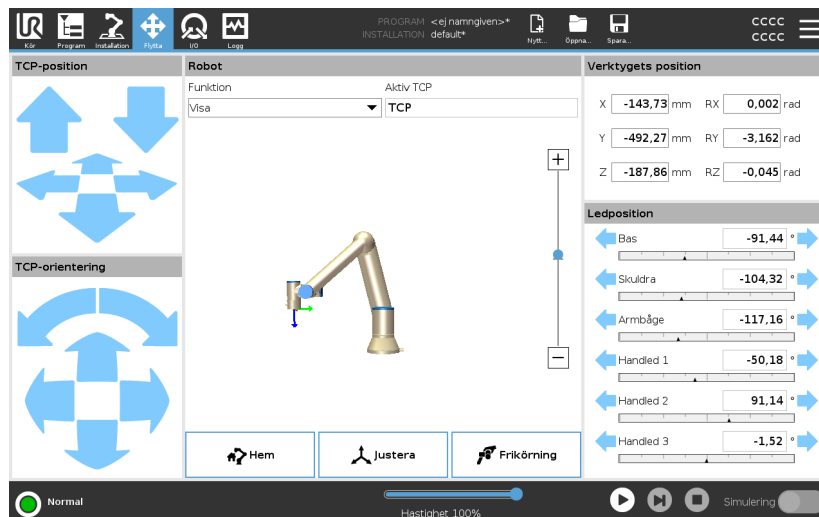 UR
PROGRAM <ej namngiven>*
INSTALLATION default*
cccc
cccc
Kör
Program
Installation
Flytta
I/O
Logg
Nytt...
Öppna...
Spara...
TCP-position
Robot
Verktygets position
Funktion
Aktiv TCP
Visa
TCP
X -143,73 mm RX 0,002 rad
Y -492,27 mm RY -3,162 rad
Z -187,86 mm RZ -0,045 rad
Ledposition
Bas -91,44 °
Skuldra -104,32 °
Armbåge -117,16 °
Handled 1 -50,18 °
Handled 2 91,14 °
Handled 3 -1,52 °
TCP-orientering
+
−
Hem
Justera
Frikörning
Normal
Hastighet 100%
Simulering